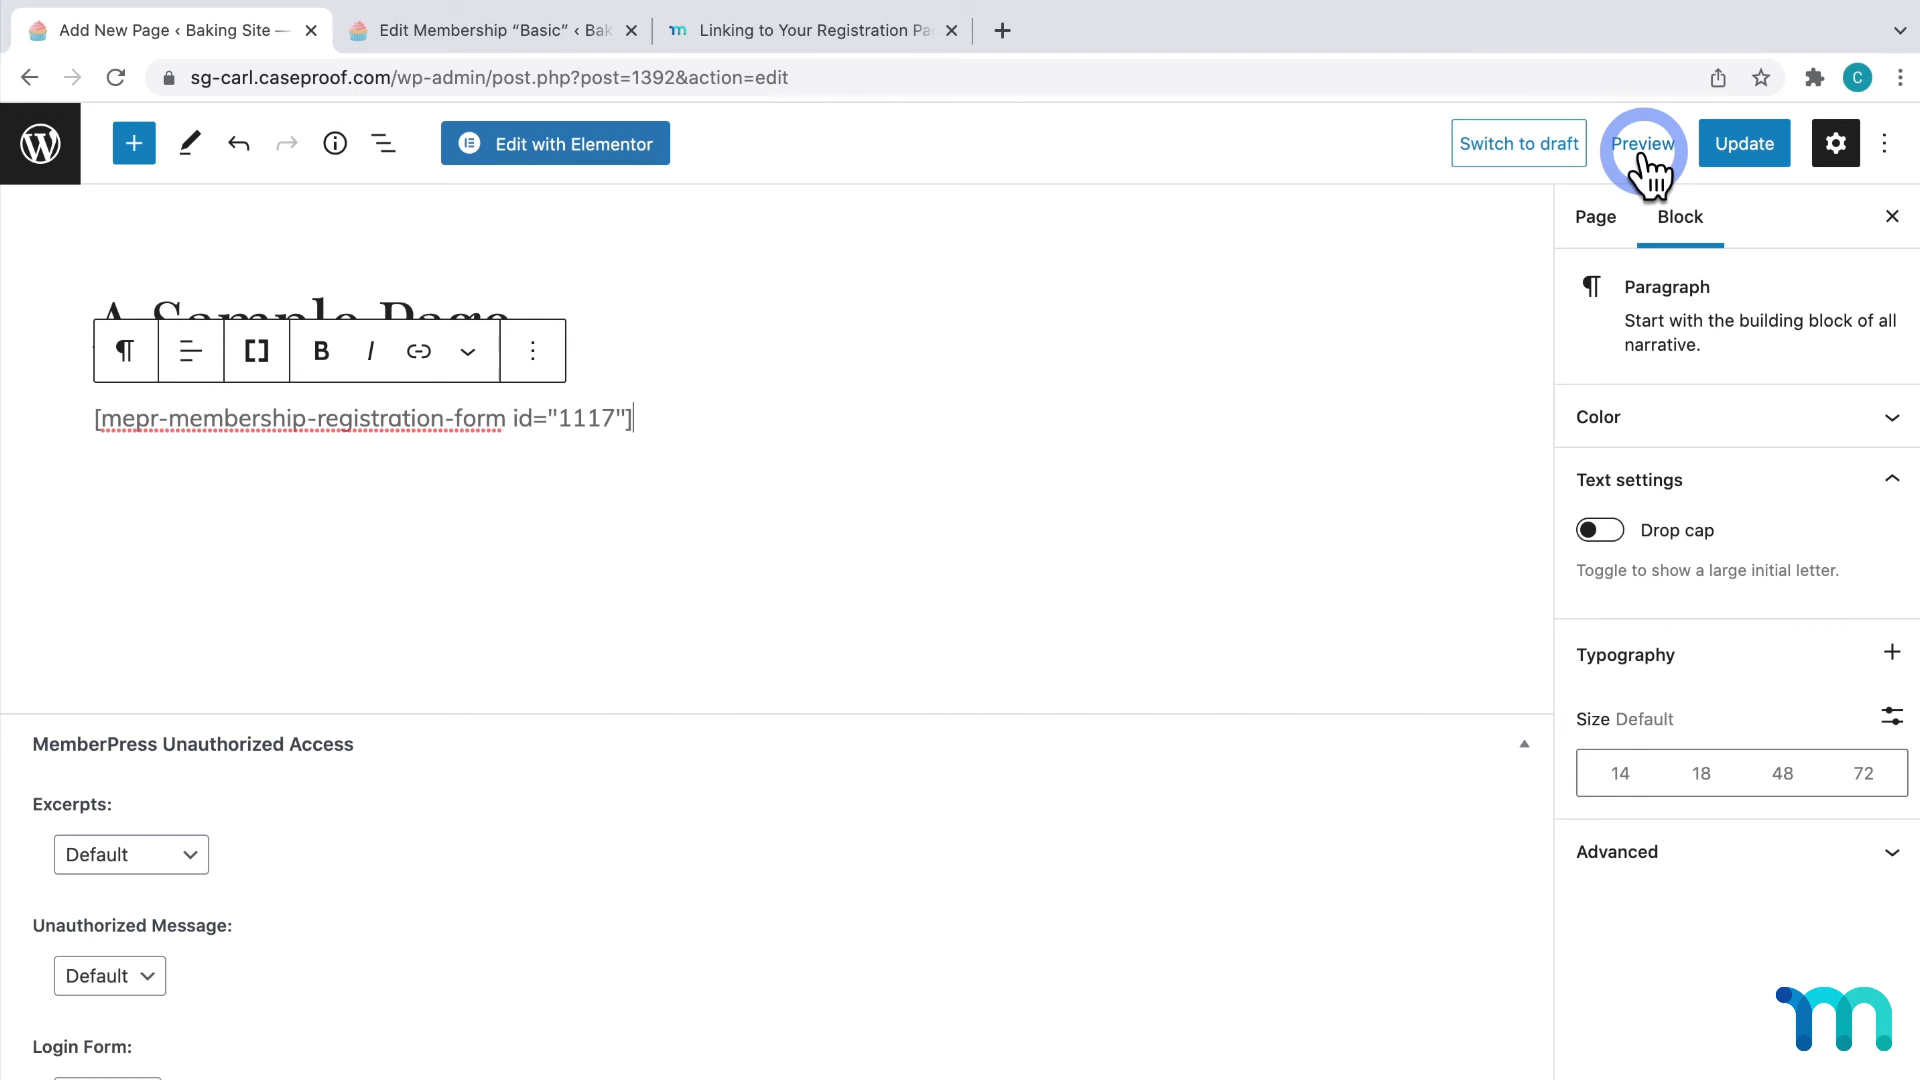 Add New Page ‹ Baking Site —
Edit Membership “Basic” ‹ Bak
Linking to Your Registration Pa
sg-carl.caseproof.com/wp-admin/post.php?post=1392&action=edit
C
Edit with Elementor
Switch to draft
Preview
Update
Page
Block
A Sample Page
B I
[mepr-membership-registration-form id="1117"]
Paragraph
Start with the building block of all
narrative.
Color
Text settings
Drop cap
Toggle to show a large initial letter.
Typography
Size Default
14 18 48 72
Advanced
MemberPress Unauthorized Access
Excerpts:
Default
Unauthorized Message:
Default
Login Form: